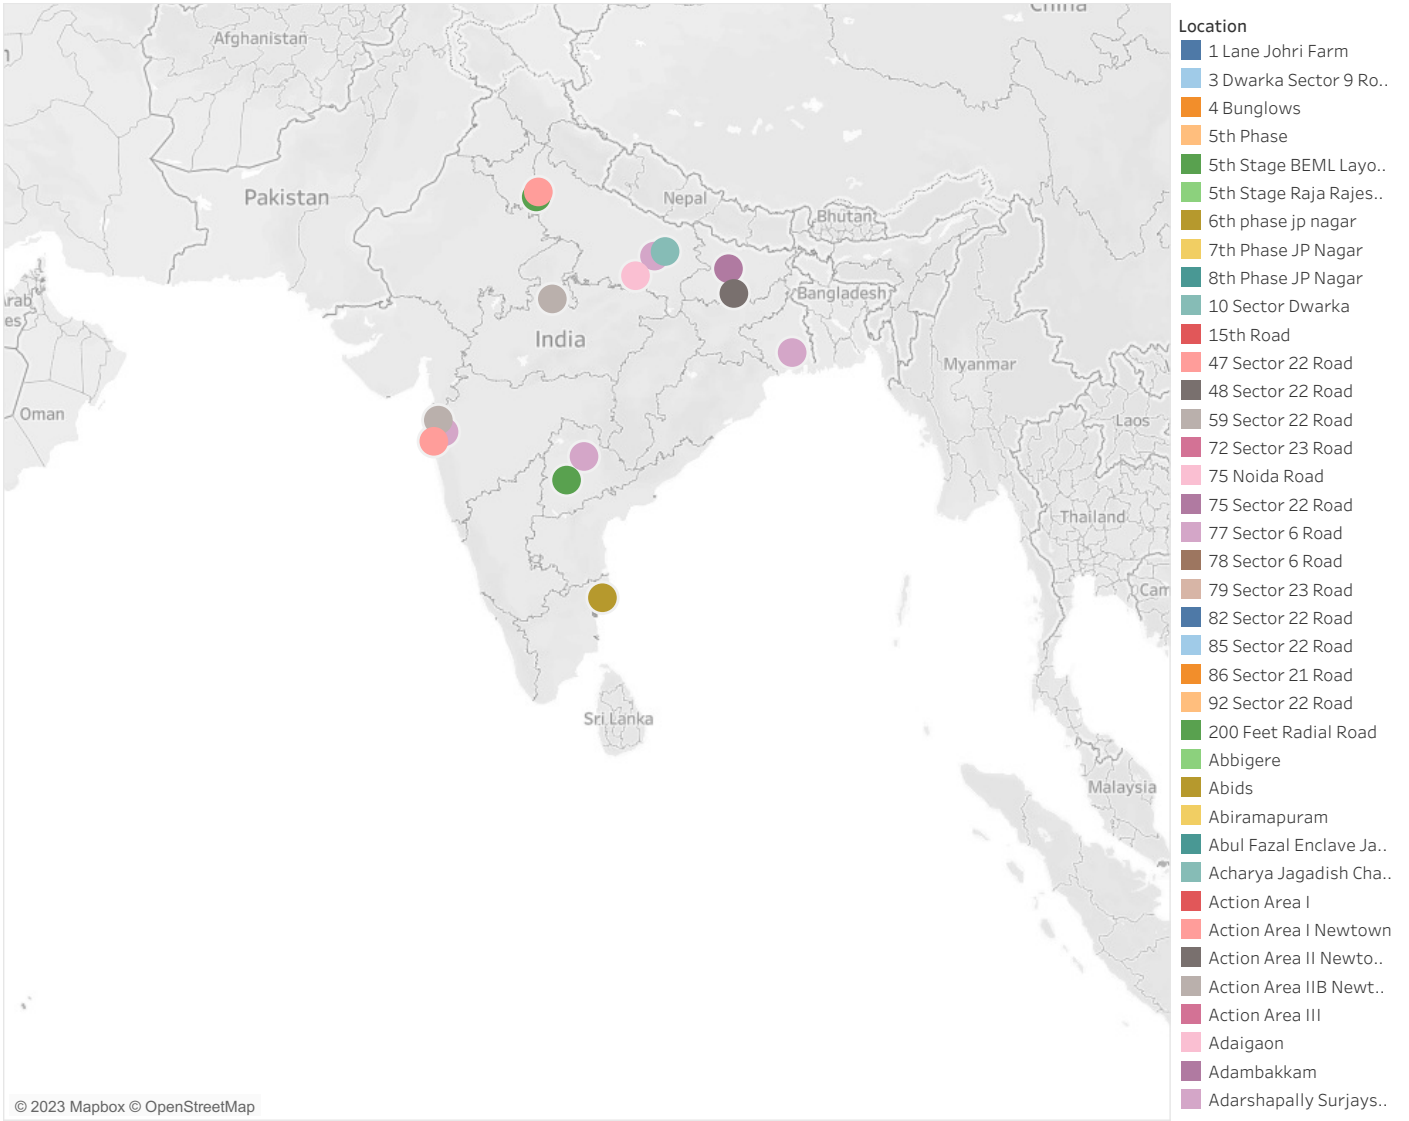 China
Afghanistan
Pakistan
Nepal
Bhutan
Bangladesh
India
Myanmar
Oman
Laos
Thailand
Sri Lanka
Malaysia
© 2023 Mapbox © OpenStreetMap
Location
1 Lane Johri Farm
3 Dwarka Sector 9 Ro..
4 Bunglows
5th Phase
5th Stage BEML Layo..
5th Stage Raja Rajes..
6th phase jp nagar
7th Phase JP Nagar
8th Phase JP Nagar
10 Sector Dwarka
15th Road
47 Sector 22 Road
48 Sector 22 Road
59 Sector 22 Road
72 Sector 23 Road
75 Noida Road
75 Sector 22 Road
77 Sector 6 Road
78 Sector 6 Road
79 Sector 23 Road
82 Sector 22 Road
85 Sector 22 Road
86 Sector 21 Road
92 Sector 22 Road
200 Feet Radial Road
Abbigere
Abids
Abiramapuram
Abul Fazal Enclave Ja..
Acharya Jagadish Cha..
Action Area I
Action Area I Newtown
Action Area II Newto..
Action Area IIB Newt..
Action Area III
Adaigaon
Adambakkam
Adarshapally Surjays..